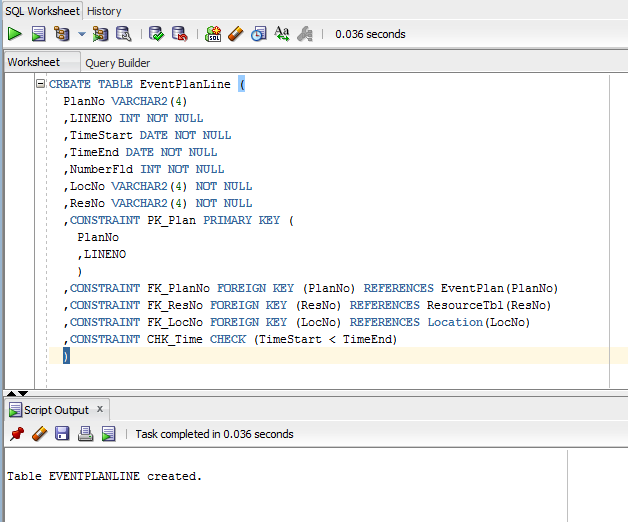 SQL Worksheet History
0.036 seconds
Worksheet Query Builder
CREATE TABLE EventPlanLine (
PlanNo VARCHAR2(4)
,LINENO INT NOT NULL
,TimeStart DATE NOT NULL
,TimeEnd DATE NOT NULL
,NumberFld INT NOT NULL
,LocNo VARCHAR2(4) NOT NULL
,ResNo VARCHAR2(4) NOT NULL
,CONSTRAINT PK_Plan PRIMARY KEY (
PlanNo
,LINENO
)
,CONSTRAINT FK_PlanNo FOREIGN KEY (PlanNo) REFERENCES EventPlan(PlanNo)
,CONSTRAINT FK_ResNo FOREIGN KEY (ResNo) REFERENCES ResourceTbl(ResNo)
,CONSTRAINT FK_LocNo FOREIGN KEY (LocNo) REFERENCES Location(LocNo)
,CONSTRAINT CHK_Time CHECK (TimeStart < TimeEnd)
)
Script Output x
Task completed in 0.036 seconds
Table EVENTPLANLINE created.